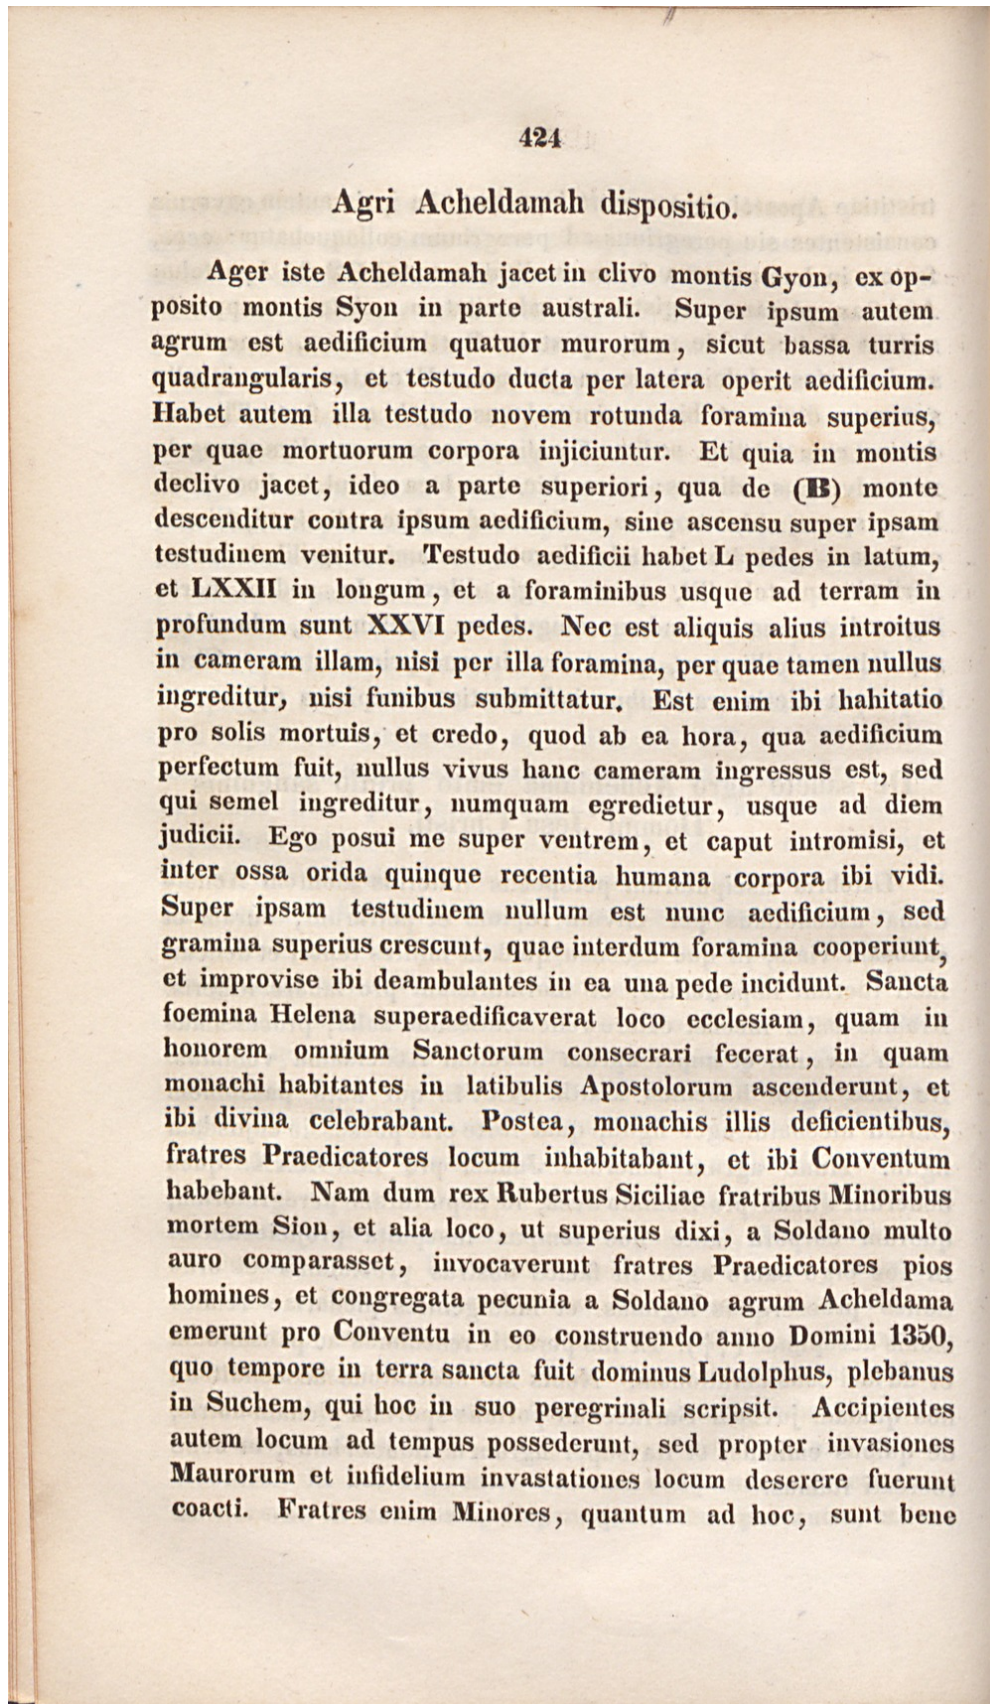 424
Agri Acheldamah dispositio.
Ager iste Acheldamah jacet in clivo montis Gyon, ex op-
posito montis Syon in parte australi. Super ipsum autem
agrum est aedificium quatuor murorum, sicut bassa turris
quadrangularis, et testudo ducta per latera operit aedificium.
Habet autem illa testudo novem rotunda foramina superius,
per quae mortuorum corpora injiciuntur. Et quia in montis
declivo jacet, ideo a parte superiori, qua de (B) monte
descenditur contra ipsum aedificium, sine ascensu super ipsam
testudinem venitur. Testudo aedificii habet L pedes in latum,
et LXXII in longum, et a foraminibus usque ad terram in
profundum sunt XXVI pedes. Nec est aliquis alius introitus
in cameram illam, nisi per illa foramina, per quae tamen nullus
ingreditur, nisi funibus submittatur. Est enim ibi hahitatio
pro solis mortuis, et credo, quod ab ea hora, qua aedificium
perfectum fuit, nullus vivus hanc cameram ingressus est, sed
qui semel ingreditur, numquam egredietur, usque ad diem
judicii. Ego posui me super ventrem, et caput intromisi, et
inter ossa orida quinque recentia humana corpora ibi vidi.
Super ipsam testudinem nullum est nunc aedificium, sed
gramina superius crescunt, quae interdum foramina cooperiunt,
et improvise ibi deambulantes in ea una pede incidunt. Sancta
foemina Helena superaedificaverat loco ecclesiam, quam in
honorem omnium Sanctorum consecrari fecerat, in quam
monachi habitantes in latibulis Apostolorum ascenderunt, et
ibi divina celebrabant. Postea, monachis illis deficientibus,
fratres Praedicatores locum inhabitabant, et ibi Conventum
habebant. Nam dum rex Rubertus Siciliae fratribus Minoribus
mortem Sion, et alia loco, ut superius dixi, a Soldano multo
auro comparasset, invocaverunt fratres Praedicatores pios
homines, et congregata pecunia a Soldano agrum Acheldama
emerunt pro Conventu in eo construendo anno Domini 1350,
quo tempore in terra sancta fuit dominus Ludolphus, plebanus
in Suchem, qui hoc in suo peregrinali scripsit. Accipientes
autem locum ad tempus possederunt, sed propter invasiones
Maurorum et infidelium invastationes locum deserere fuerunt
coacti. Fratres enim Minores, quantum ad hoc, sunt bene